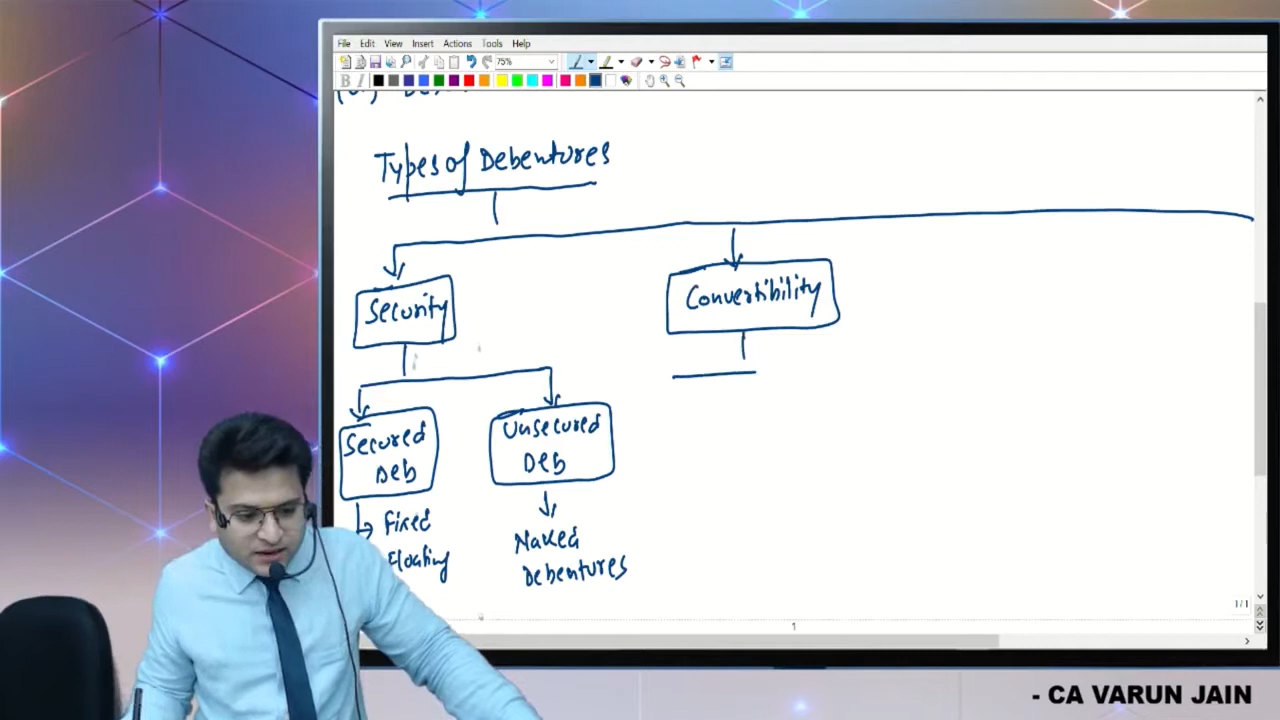 File Edit View Insert Actions Tools Help
75%
B I
Types of Debentures
Security
Convertibility
Secured
Deb
Unsecured
Deb
Fixed
Floating
Naked
Debentures
1/1
1
- CA VARUN JAIN